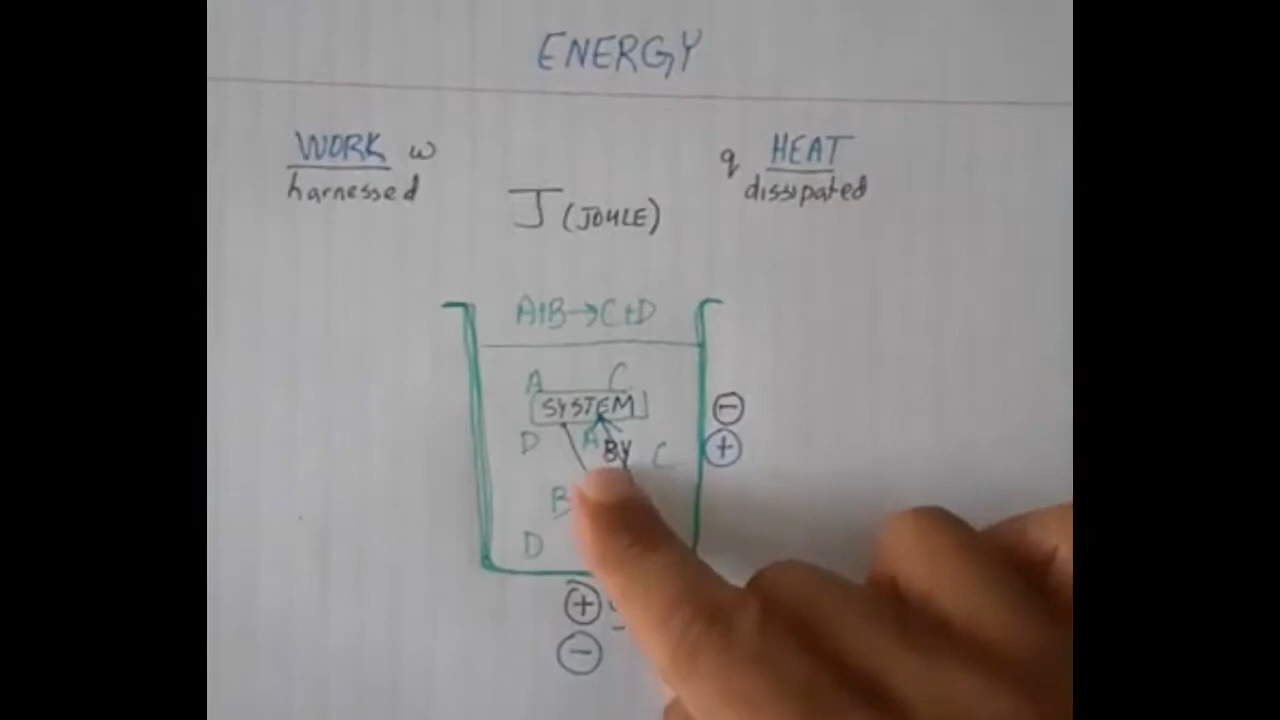 ENERGY
WORK w
harnessed
q HEAT
dissipated
J (JOULE)
A+B→C+D
A C
SYSTEM
D A BY C
B
D
⊖
⊕
⊕
⊖